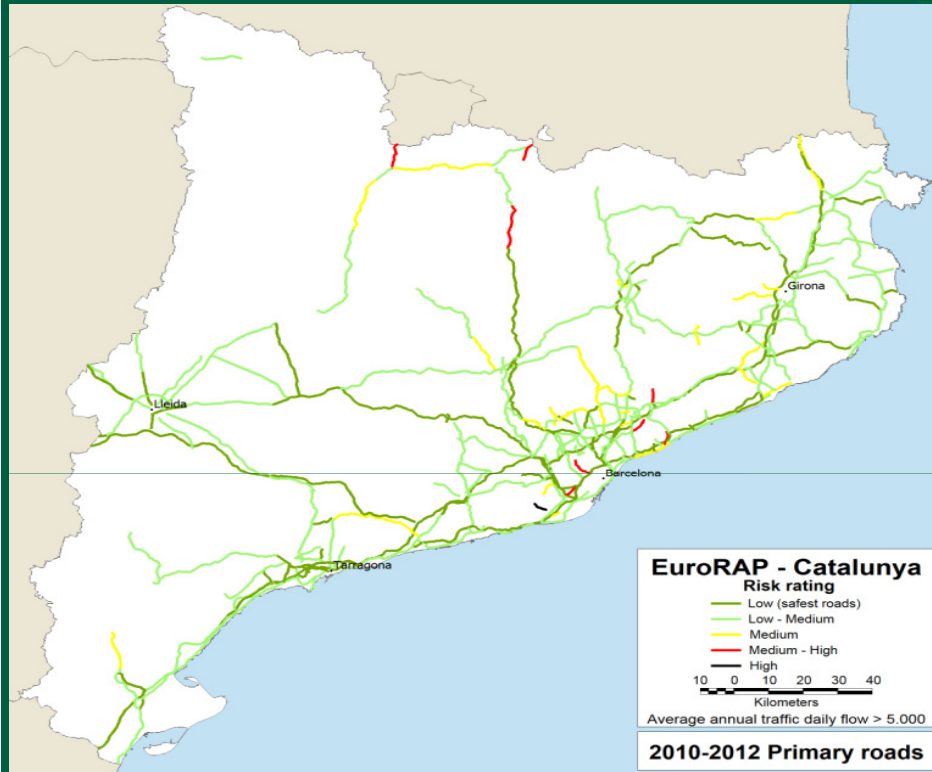 Girona
Lleida
Barcelona
Tarragona
EuroRAP - Catalunya
Risk rating
Low (safest roads)
Low - Medium
Medium
Medium - High
High
10 0 10 20 30 40
Kilometers
Average annual traffic daily flow > 5.000
2010-2012 Primary roads